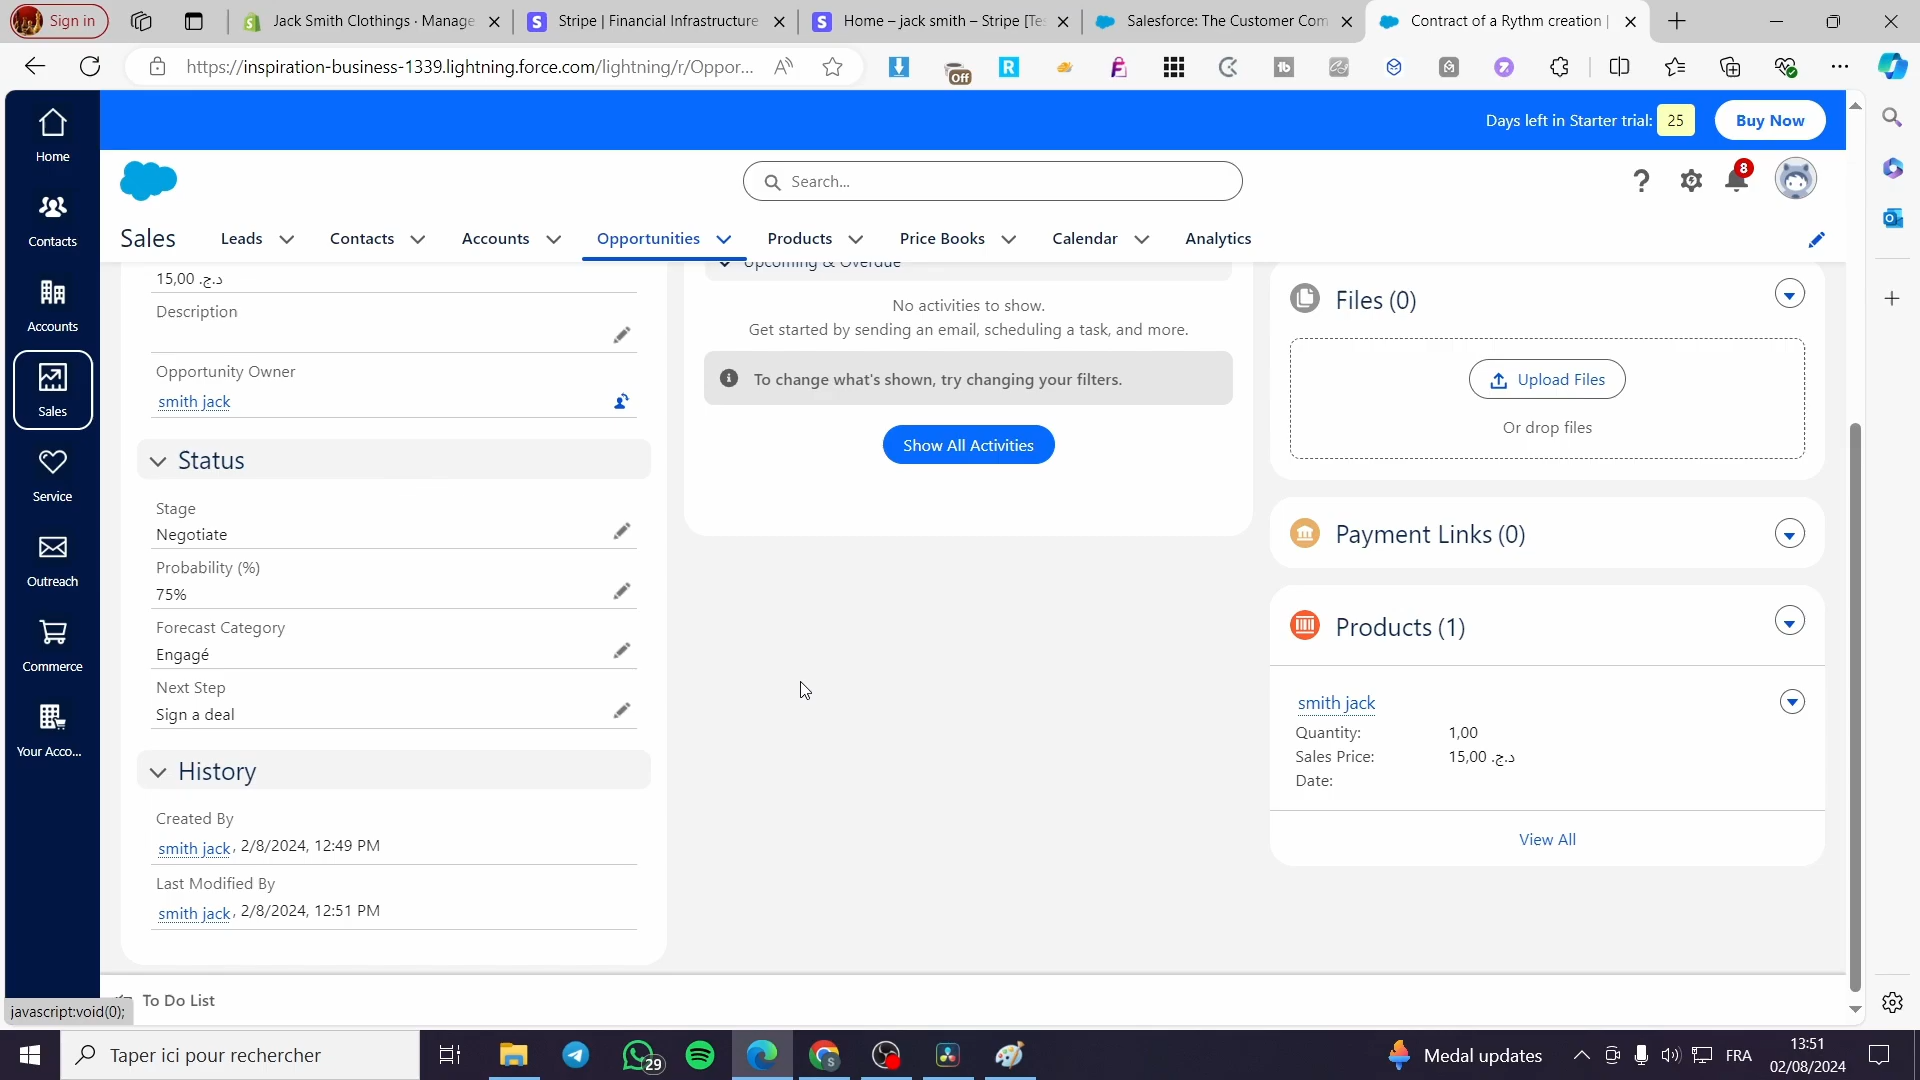 Sign in
Jack Smith Clothings · Manage
Stripe | Financial Infrastructure
Home – jack smith – Stripe [Te
Salesforce: The Customer Com
Contract of a Rythm creation |
https://inspiration-business-1339.lightning.force.com/lightning/r/Oppor...
Off
Days left in Starter trial: 25
Buy Now
Home
Contacts
Accounts
Sales
Service
Outreach
Commerce
Your Acco...
Search...
8
Sales
Leads
Contacts
Accounts
Opportunities
Products
Price Books
Calendar
Analytics
15,00 د.ج.
Description
Opportunity Owner
smith jack
Status
Stage
Negotiate
Probability (%)
75%
Forecast Category
Engagé
Next Step
Sign a deal
History
Created By
smith jack, 2/8/2024, 12:49 PM
Last Modified By
smith jack, 2/8/2024, 12:51 PM
Upcoming & Overdue
No activities to show.
Get started by sending an email, scheduling a task, and more.
To change what's shown, try changing your filters.
Show All Activities
Files (0)
Upload Files
Or drop files
Payment Links (0)
Products (1)
smith jack
Quantity: 1,00
Sales Price: 15,00 د.ج.
Date:
View All
To Do List
javascript:void(0);
Taper ici pour rechercher
29
Medal updates
FRA
13:51
02/08/2024